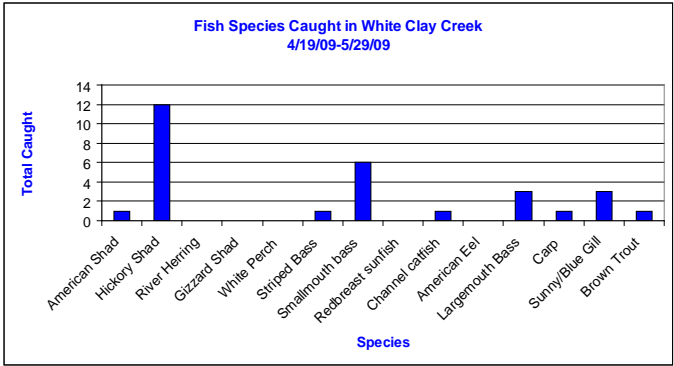 Fish Species Caught in White Clay Creek
4/19/09-5/29/09
Total Caught
14
12
10
8
6
4
2
0
American Shad
Hickory Shad
River Herring
Gizzard Shad
White Perch
Striped Bass
Smallmouth bass
Redbreast sunfish
Channel catfish
American Eel
Largemouth Bass
Carp
Sunny/Blue Gill
Brown Trout
Species